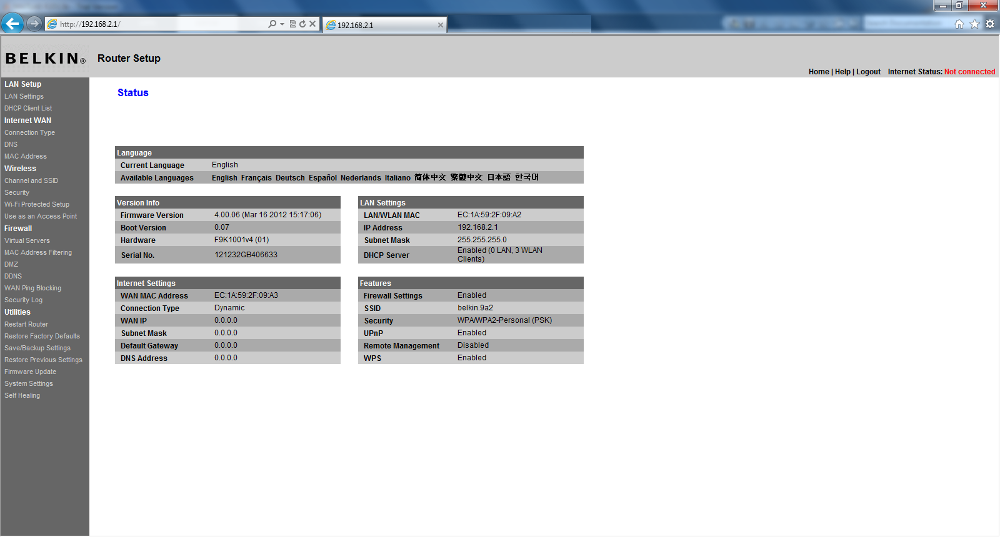 http://192.168.2.1/
192.168.2.1
BELKIN®
Router Setup
Home | Help | Logout Internet Status: Not connected
LAN Setup
LAN Settings
DHCP Client List
Internet WAN
Connection Type
DNS
MAC Address
Wireless
Channel and SSID
Security
Wi-Fi Protected Setup
Use as an Access Point
Firewall
Virtual Servers
MAC Address Filtering
DMZ
DDNS
WAN Ping Blocking
Security Log
Utilities
Restart Router
Restore Factory Defaults
Save/Backup Settings
Restore Previous Settings
Firmware Update
System Settings
Self Healing
Status
Language
Current Language English
Available Languages English Français Deutsch Español Nederlands Italiano 简体中文 繁體中文 日本語 한국어
Version Info
Firmware Version 4.00.06 (Mar 16 2012 15:17:06)
Boot Version 0.07
Hardware F9K1001v4 (01)
Serial No. 121232GB406633
LAN Settings
LAN/WLAN MAC EC:1A:59:2F:09:A2
IP Address 192.168.2.1
Subnet Mask 255.255.255.0
DHCP Server Enabled (0 LAN, 3 WLAN
Clients)
Internet Settings
WAN MAC Address EC:1A:59:2F:09:A3
Connection Type Dynamic
WAN IP 0.0.0.0
Subnet Mask 0.0.0.0
Default Gateway 0.0.0.0
DNS Address 0.0.0.0
Features
Firewall Settings Enabled
SSID belkin.9a2
Security WPA/WPA2-Personal (PSK)
UPnP Enabled
Remote Management Disabled
WPS Enabled